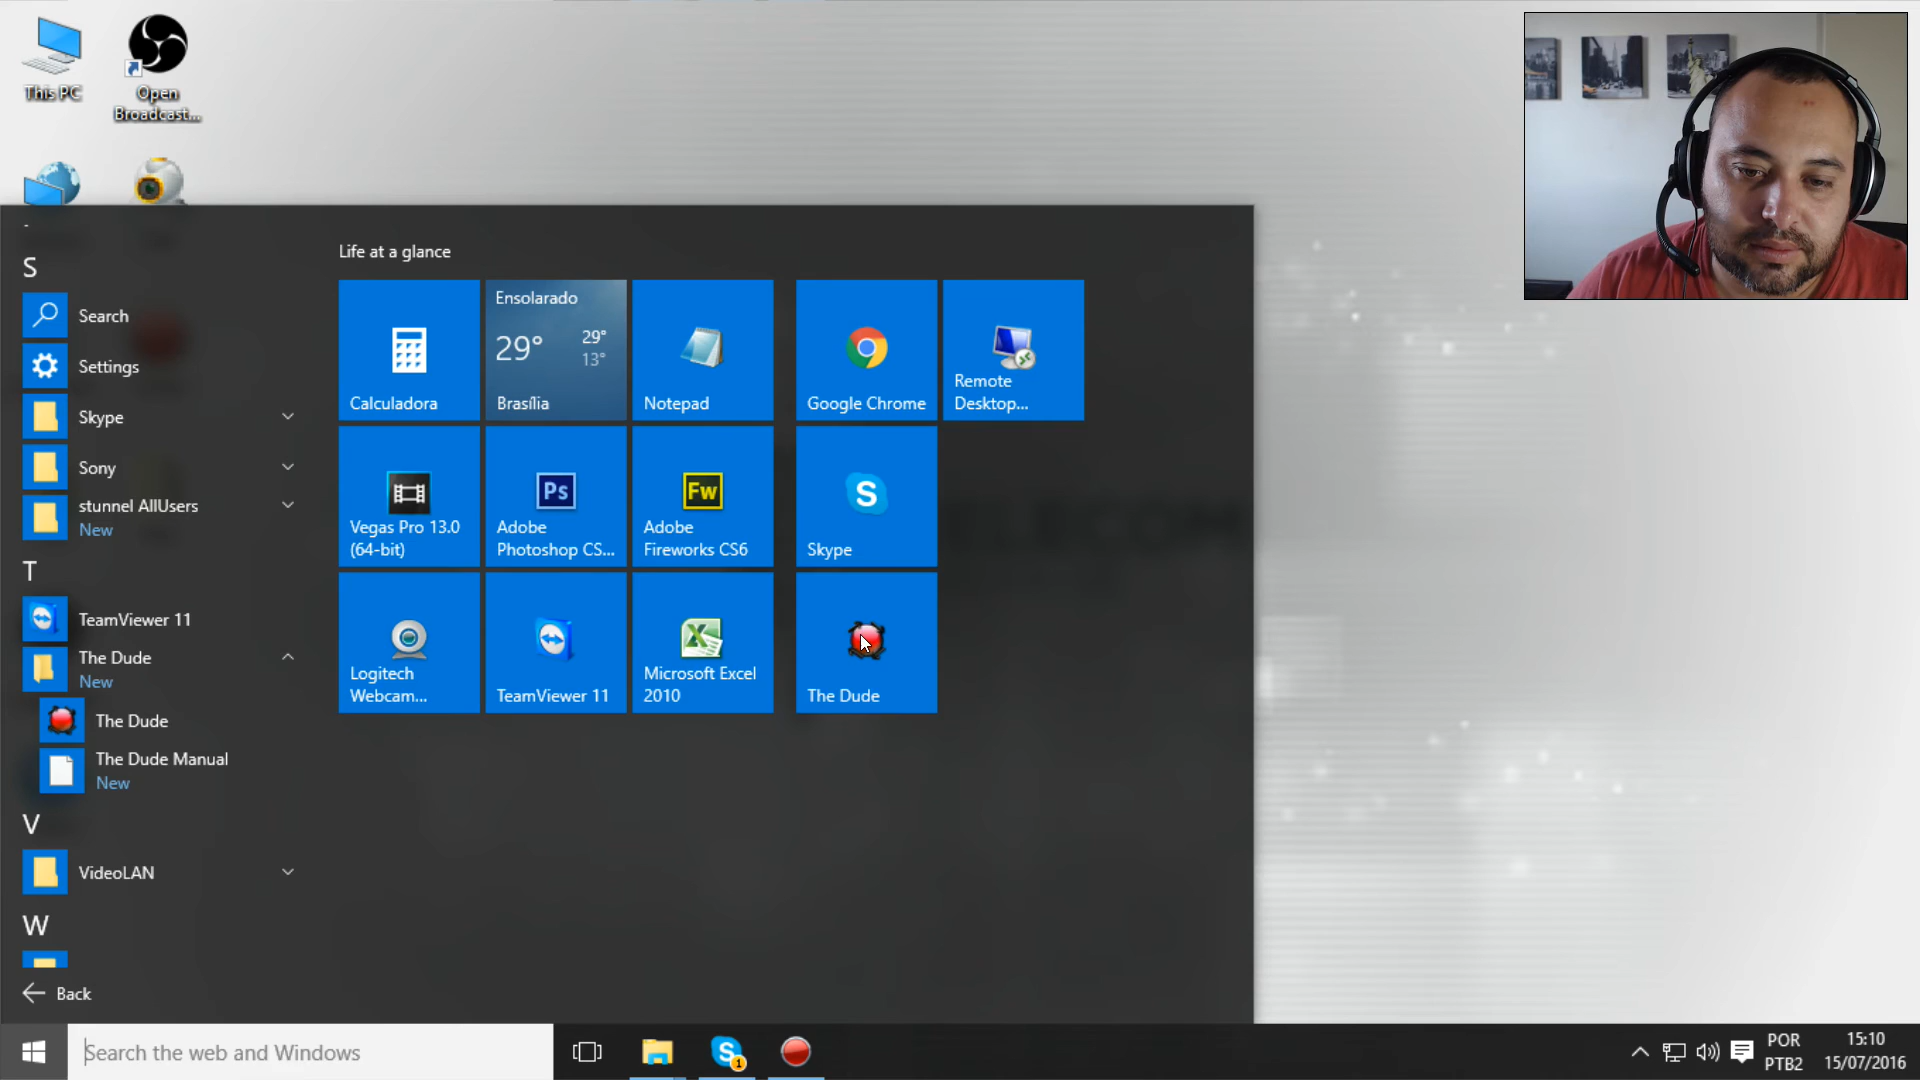 This PC
Open
Broadcast...
S
Search
Settings
Skype
Sony
stunnel AllUsers
New
T
TeamViewer 11
The Dude
New
The Dude
The Dude Manual
New
V
VideoLAN
W
Back
Life at a glance
Calculadora
Ensolarado
29°
29°
13°
Brasília
Notepad
Google Chrome
Remote
Desktop...
Vegas Pro 13.0
(64-bit)
Ps
Adobe
Photoshop CS...
Fw
Adobe
Fireworks CS6
S
Skype
Logitech
Webcam...
TeamViewer 11
Microsoft Excel
2010
The Dude
Search the web and Windows
S
1
POR
PTB2
15:10
15/07/2016